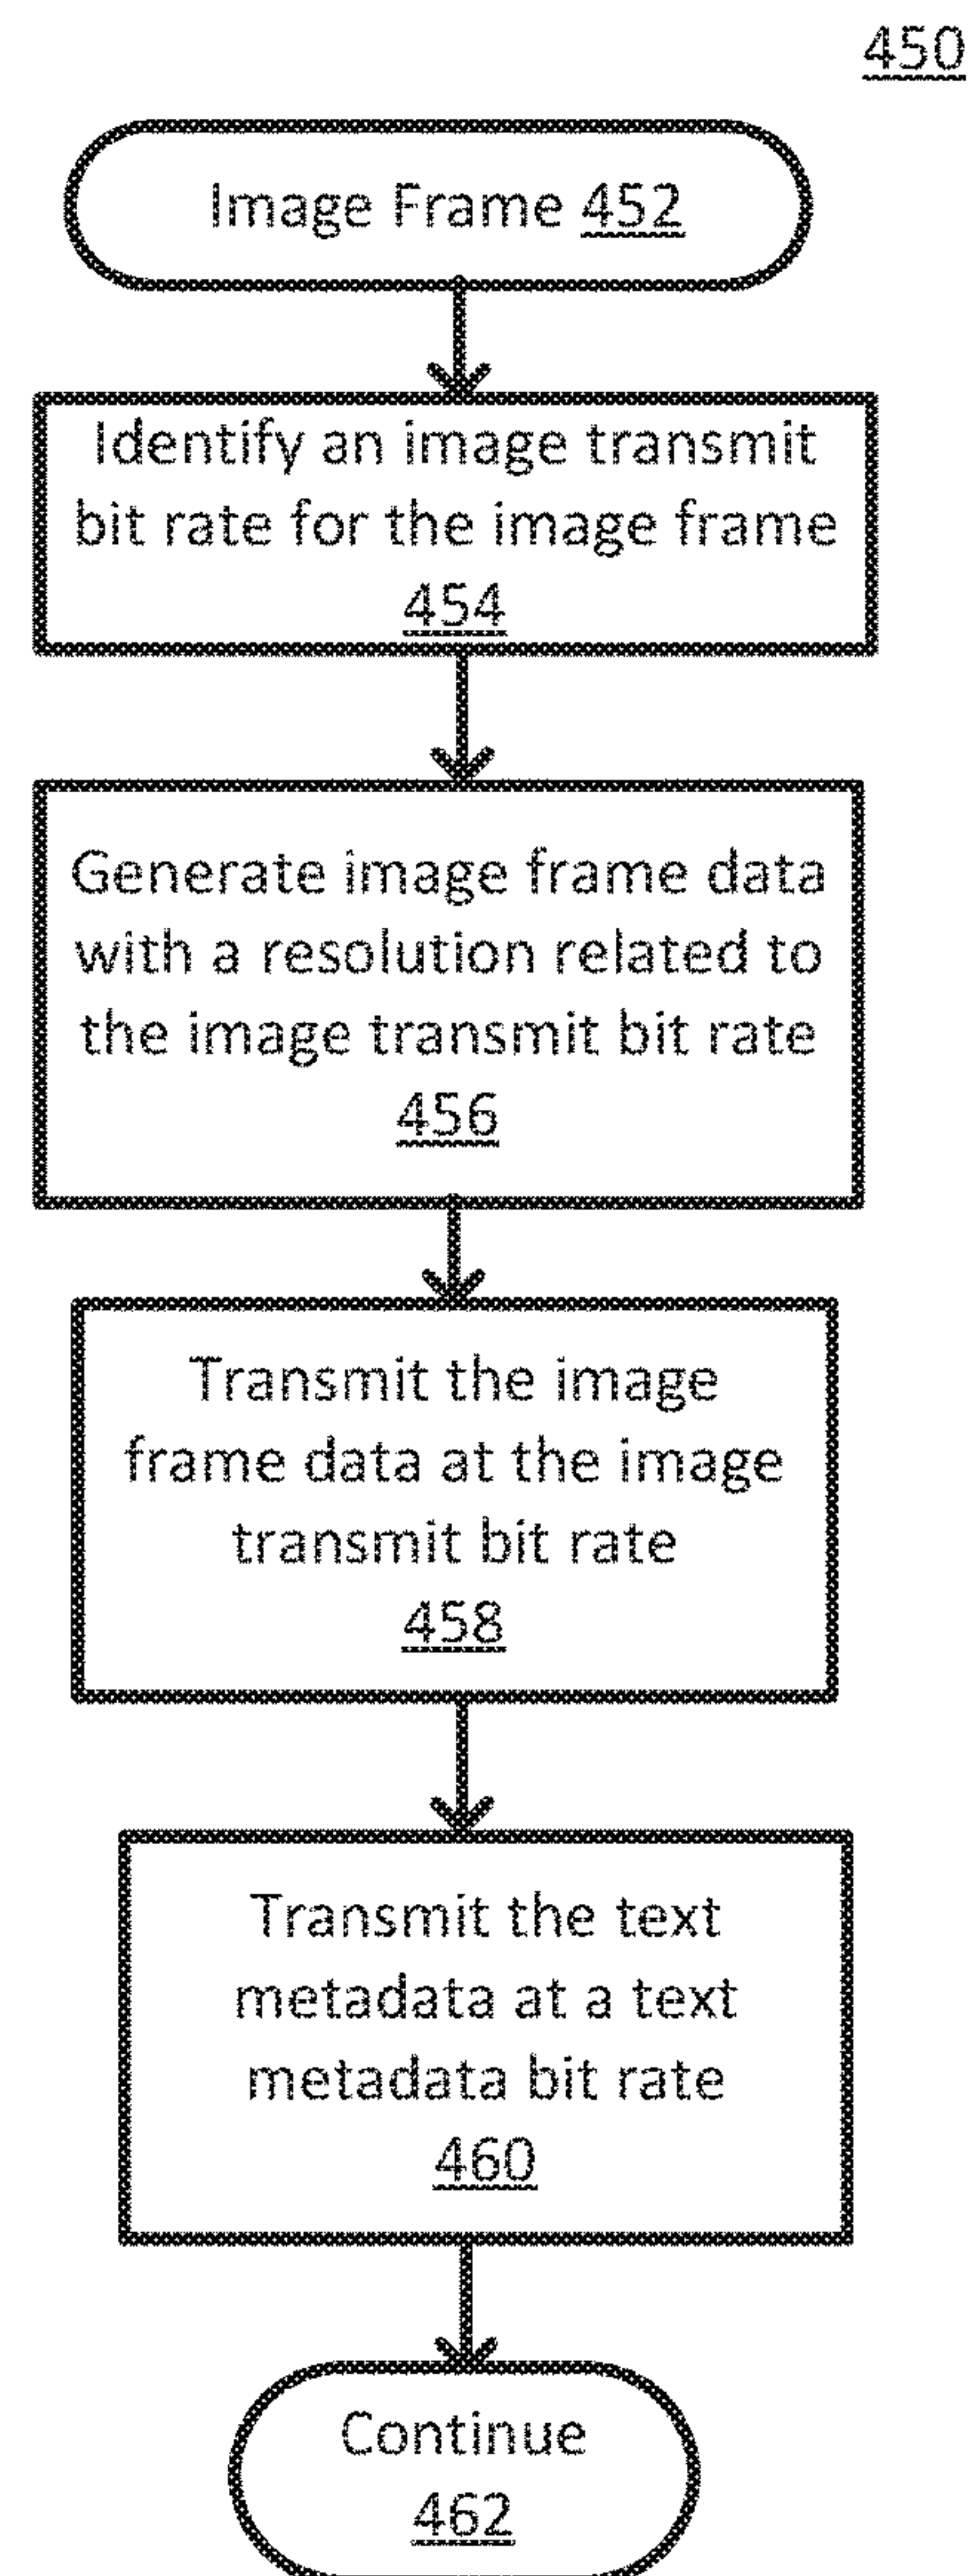 450
Image Frame 452
Identify an image transmit
bit rate for the image frame
454
Generate image frame data
with a resolution related to
the image transmit bit rate
456
Transmit the image
frame data at the image
transmit bit rate
458
Transmit the text
metadata at a text
metadata bit rate
460
Continue
462